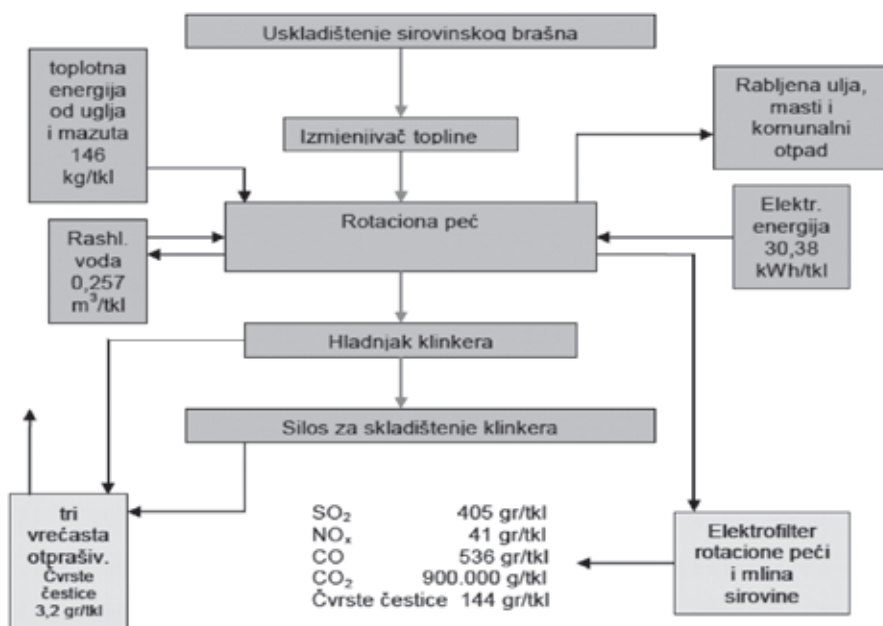 Uskladištenje sirovinskog brašna
toplotna
energija
od uglja
i mazuta
146
kg/tkl
Rabljena ulja,
masti i
komunalni
otpad
Izmjenjivač topline
Rotaciona peć
Rashl.
voda
0,257
m³/tkl
Elektr.
energija
30,38
kWh/tkl
Hladnjak klinkera
Silos za skladištenje klinkera
tri
vrećasta
otprašiv.
Čvrste
čestice
3,2 gr/tkl
SO₂ 405 gr/tkl
NOₓ 41 gr/tkl
CO 536 gr/tkl
CO₂ 900.000 g/tkl
Čvrste čestice 144 gr/tkl
Elektrofilter
rotacione peći
i mlina
sirovine